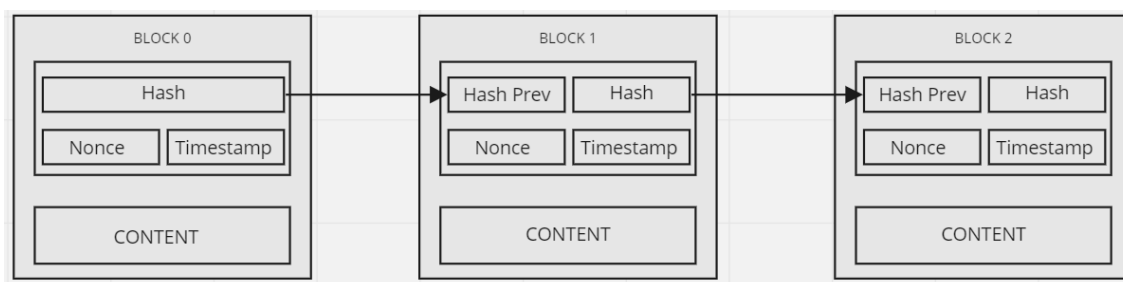 BLOCK 0
Hash
Nonce
Timestamp
CONTENT
BLOCK 1
Hash Prev
Hash
Nonce
Timestamp
CONTENT
BLOCK 2
Hash Prev
Hash
Nonce
Timestamp
CONTENT